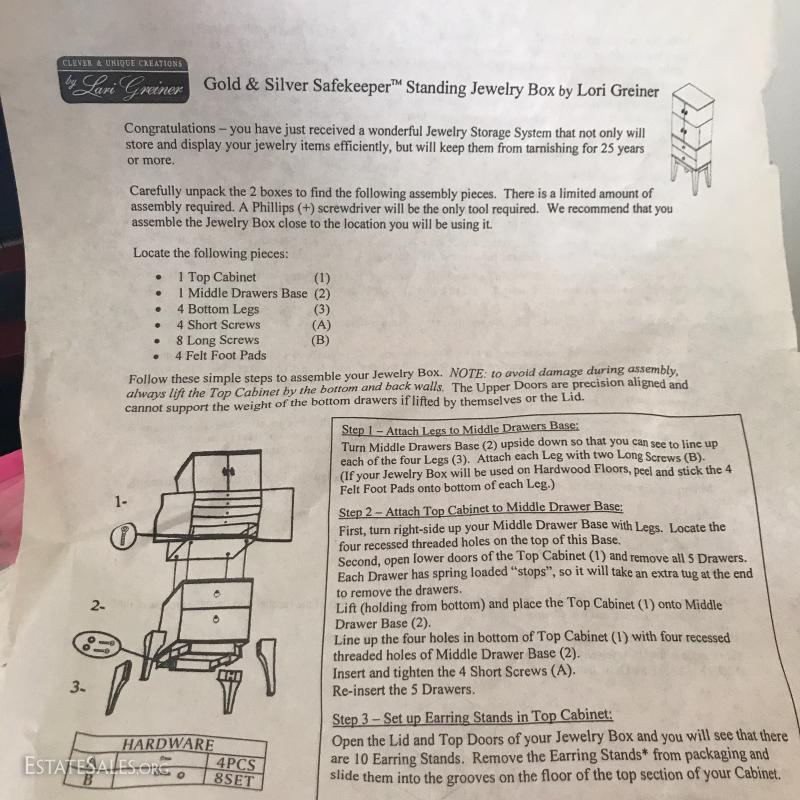 CLEVER & UNIQUE CREATIONS
by Lori Greiner
Gold & Silver Safekeeper™ Standing Jewelry Box by Lori Greiner
Congratulations – you have just received a wonderful Jewelry Storage System that not only will
store and display your jewelry items efficiently, but will keep them from tarnishing for 25 years
or more.
Carefully unpack the 2 boxes to find the following assembly pieces. There is a limited amount of
assembly required. A Phillips (+) screwdriver will be the only tool required. We recommend that you
assemble the Jewelry Box close to the location you will be using it.
Locate the following pieces:
• 1 Top Cabinet (1)
• 1 Middle Drawers Base (2)
• 4 Bottom Legs (3)
• 4 Short Screws (A)
• 8 Long Screws (B)
• 4 Felt Foot Pads
Follow these simple steps to assemble your Jewelry Box. NOTE: to avoid damage during assembly,
always lift the Top Cabinet by the bottom and back walls. The Upper Doors are precision aligned and
cannot support the weight of the bottom drawers if lifted by themselves or the Lid.
Step 1 – Attach Legs to Middle Drawers Base:
Turn Middle Drawers Base (2) upside down so that you can see to line up
each of the four Legs (3). Attach each Leg with two Long Screws (B).
(If your Jewelry Box will be used on Hardwood Floors, peel and stick the 4
Felt Foot Pads onto bottom of each Leg.)
Step 2 – Attach Top Cabinet to Middle Drawer Base:
First, turn right-side up your Middle Drawer Base with Legs. Locate the
four recessed threaded holes on the top of this Base.
Second, open lower doors of the Top Cabinet (1) and remove all 5 Drawers.
Each Drawer has spring loaded "stops", so it will take an extra tug at the end
to remove the drawers.
Lift (holding from bottom) and place the Top Cabinet (1) onto Middle
Drawer Base (2).
Line up the four holes in bottom of Top Cabinet (1) with four recessed
threaded holes of Middle Drawer Base (2).
Insert and tighten the 4 Short Screws (A).
Re-insert the 5 Drawers.
Step 3 – Set up Earring Stands in Top Cabinet:
Open the Lid and Top Doors of your Jewelry Box and you will see that there
are 10 Earring Stands. Remove the Earring Stands* from packaging and
slide them into the grooves on the floor of the top section of your Cabinet.
1-
2-
3-
HARDWARE
4PCS
B 8SET
ESTATESALES.ORG